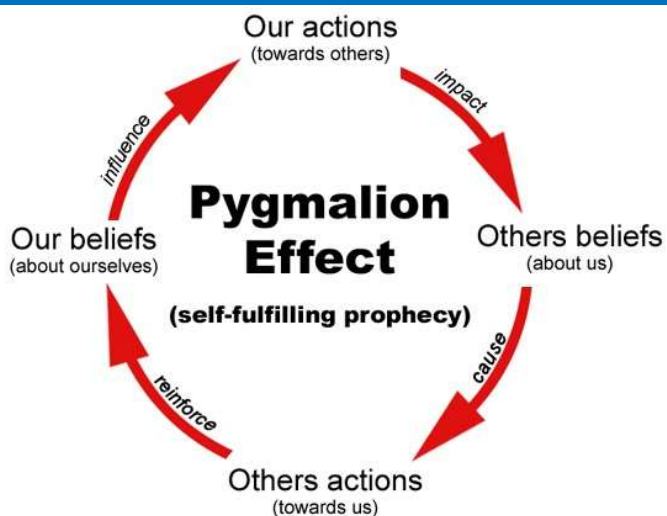 Our actions
(towards others)
impact
Others beliefs
(about us)
cause
Others actions
(towards us)
reinforce
Our beliefs
(about ourselves)
influence
Pygmalion
Effect
(self-fulfilling prophecy)